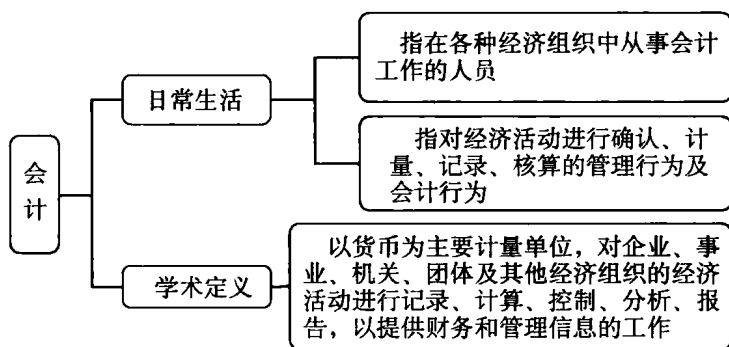 会计
日常生活
指在各种经济组织中从事会计
工作的人员
指对经济活动进行确认、计
量、记录、核算的管理行为及
会计行为
学术定义
以货币为主要计量单位，对企业、事
业、机关、团体及其他经济组织的经济
活动进行记录、计算、控制、分析、报
告，以提供财务和管理信息的工作